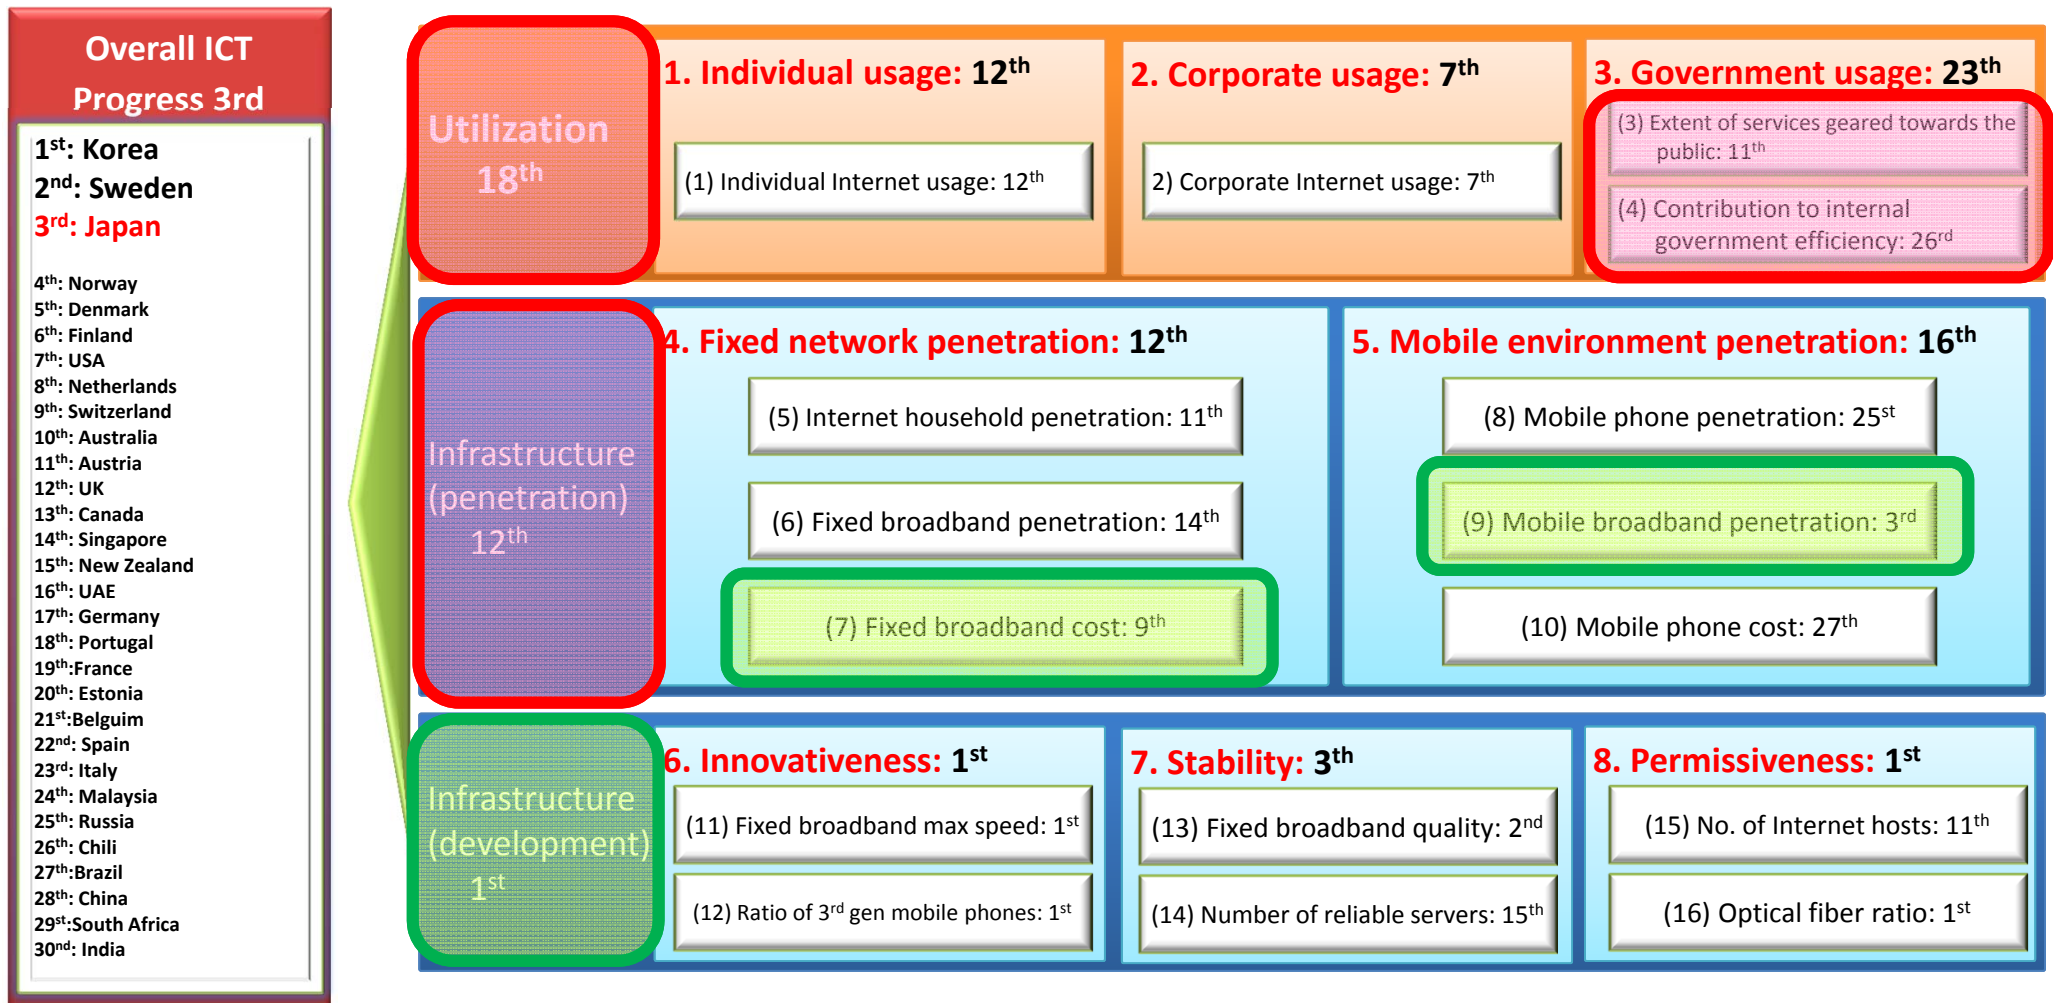 Overall ICT
Progress 3rd
1st: Korea
2nd: Sweden
3rd: Japan
4th: Norway
5th: Denmark
6th: Finland
7th: USA
8th: Netherlands
9th: Switzerland
10th: Australia
11th: Austria
12th: UK
13th: Canada
14th: Singapore
15th: New Zealand
16th: UAE
17th: Germany
18th: Portugal
19th:France
20th: Estonia
21st:Belguim
22nd: Spain
23rd: Italy
24th: Malaysia
25th: Russia
26th: Chili
27th:Brazil
28th: China
29st:South Africa
30nd: India
Utilization
18th
1. Individual usage: 12th
(1) Individual Internet usage: 12th
2. Corporate usage: 7th
2) Corporate Internet usage: 7th
3. Government usage: 23th
(3) Extent of services geared towards the
public: 11th
(4) Contribution to internal
government efficiency: 26rd
Infrastructure
(penetration)
12th
4. Fixed network penetration: 12th
(5) Internet household penetration: 11th
(6) Fixed broadband penetration: 14th
(7) Fixed broadband cost: 9th
5. Mobile environment penetration: 16th
(8) Mobile phone penetration: 25st
(9) Mobile broadband penetration: 3rd
(10) Mobile phone cost: 27th
Infrastructure
(development)
1st
6. Innovativeness: 1st
(11) Fixed broadband max speed: 1st
(12) Ratio of 3rd gen mobile phones: 1st
7. Stability: 3th
(13) Fixed broadband quality: 2nd
(14) Number of reliable servers: 15th
8. Permissiveness: 1st
(15) No. of Internet hosts: 11th
(16) Optical fiber ratio: 1st